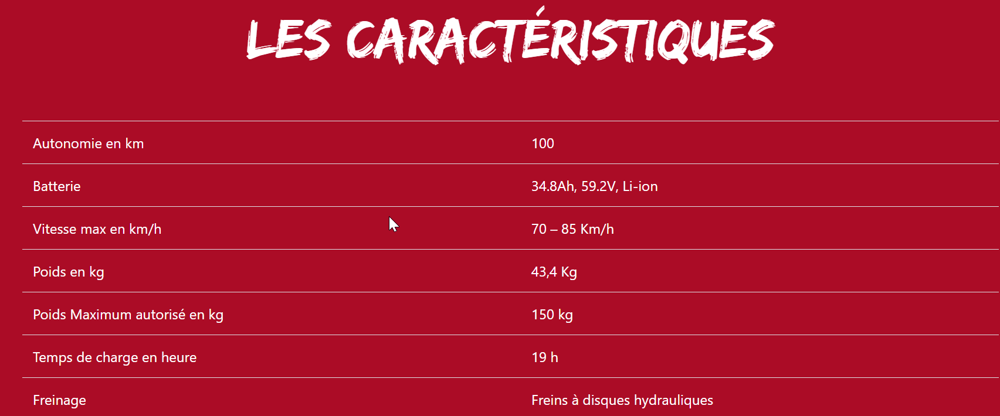 LES CARACTÉRISTIQUES
Autonomie en km 100
Batterie 34.8Ah, 59.2V, Li-ion
Vitesse max en km/h 70 – 85 Km/h
Poids en kg 43,4 Kg
Poids Maximum autorisé en kg 150 kg
Temps de charge en heure 19 h
Freinage Freins à disques hydrauliques